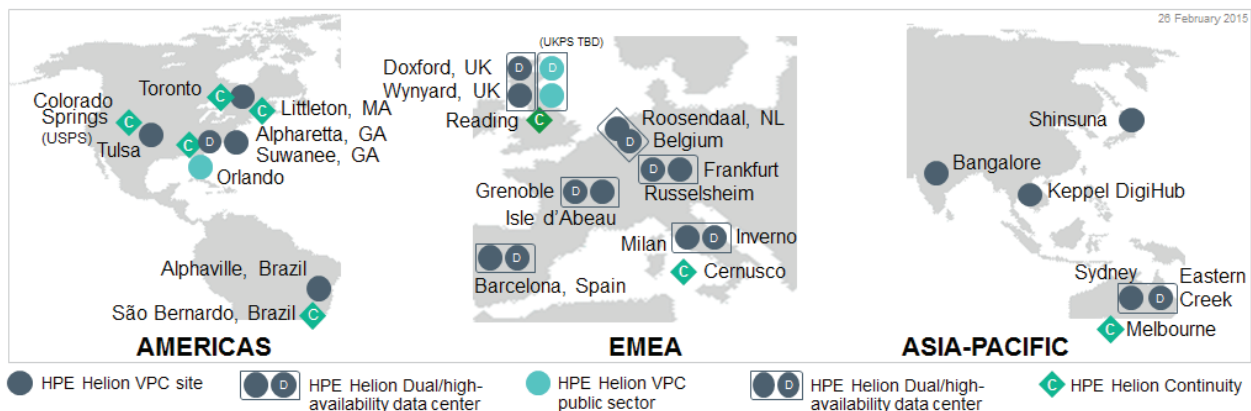 26 February 2015
Toronto
Colorado
Springs
(USPS)
C
C
C
Littleton, MA
Tulsa
C
D
Alpharetta, GA
Suwanee, GA
Orlando
Alphaville, Brazil
São Bernardo, Brazil
C
AMERICAS
(UKPS TBD)
Doxford, UK
D
D
Wynyard, UK
Reading
C
Roosendaal, NL
D
Belgium
D
Frankfurt
Russelsheim
Grenoble
D
Isle d’Abeau
Milan
D
Inverno
D
C
Cernusco
Barcelona, Spain
EMEA
Shinsuna
Bangalore
Keppel DigiHub
Sydney
Eastern
Creek
D
C
Melbourne
ASIA-PACIFIC
HPE Helion VPC site
D
HPE Helion Dual/high-
availability data center
HPE Helion VPC
public sector
D
HPE Helion Dual/high-
availability data center
C
HPE Helion Continuity